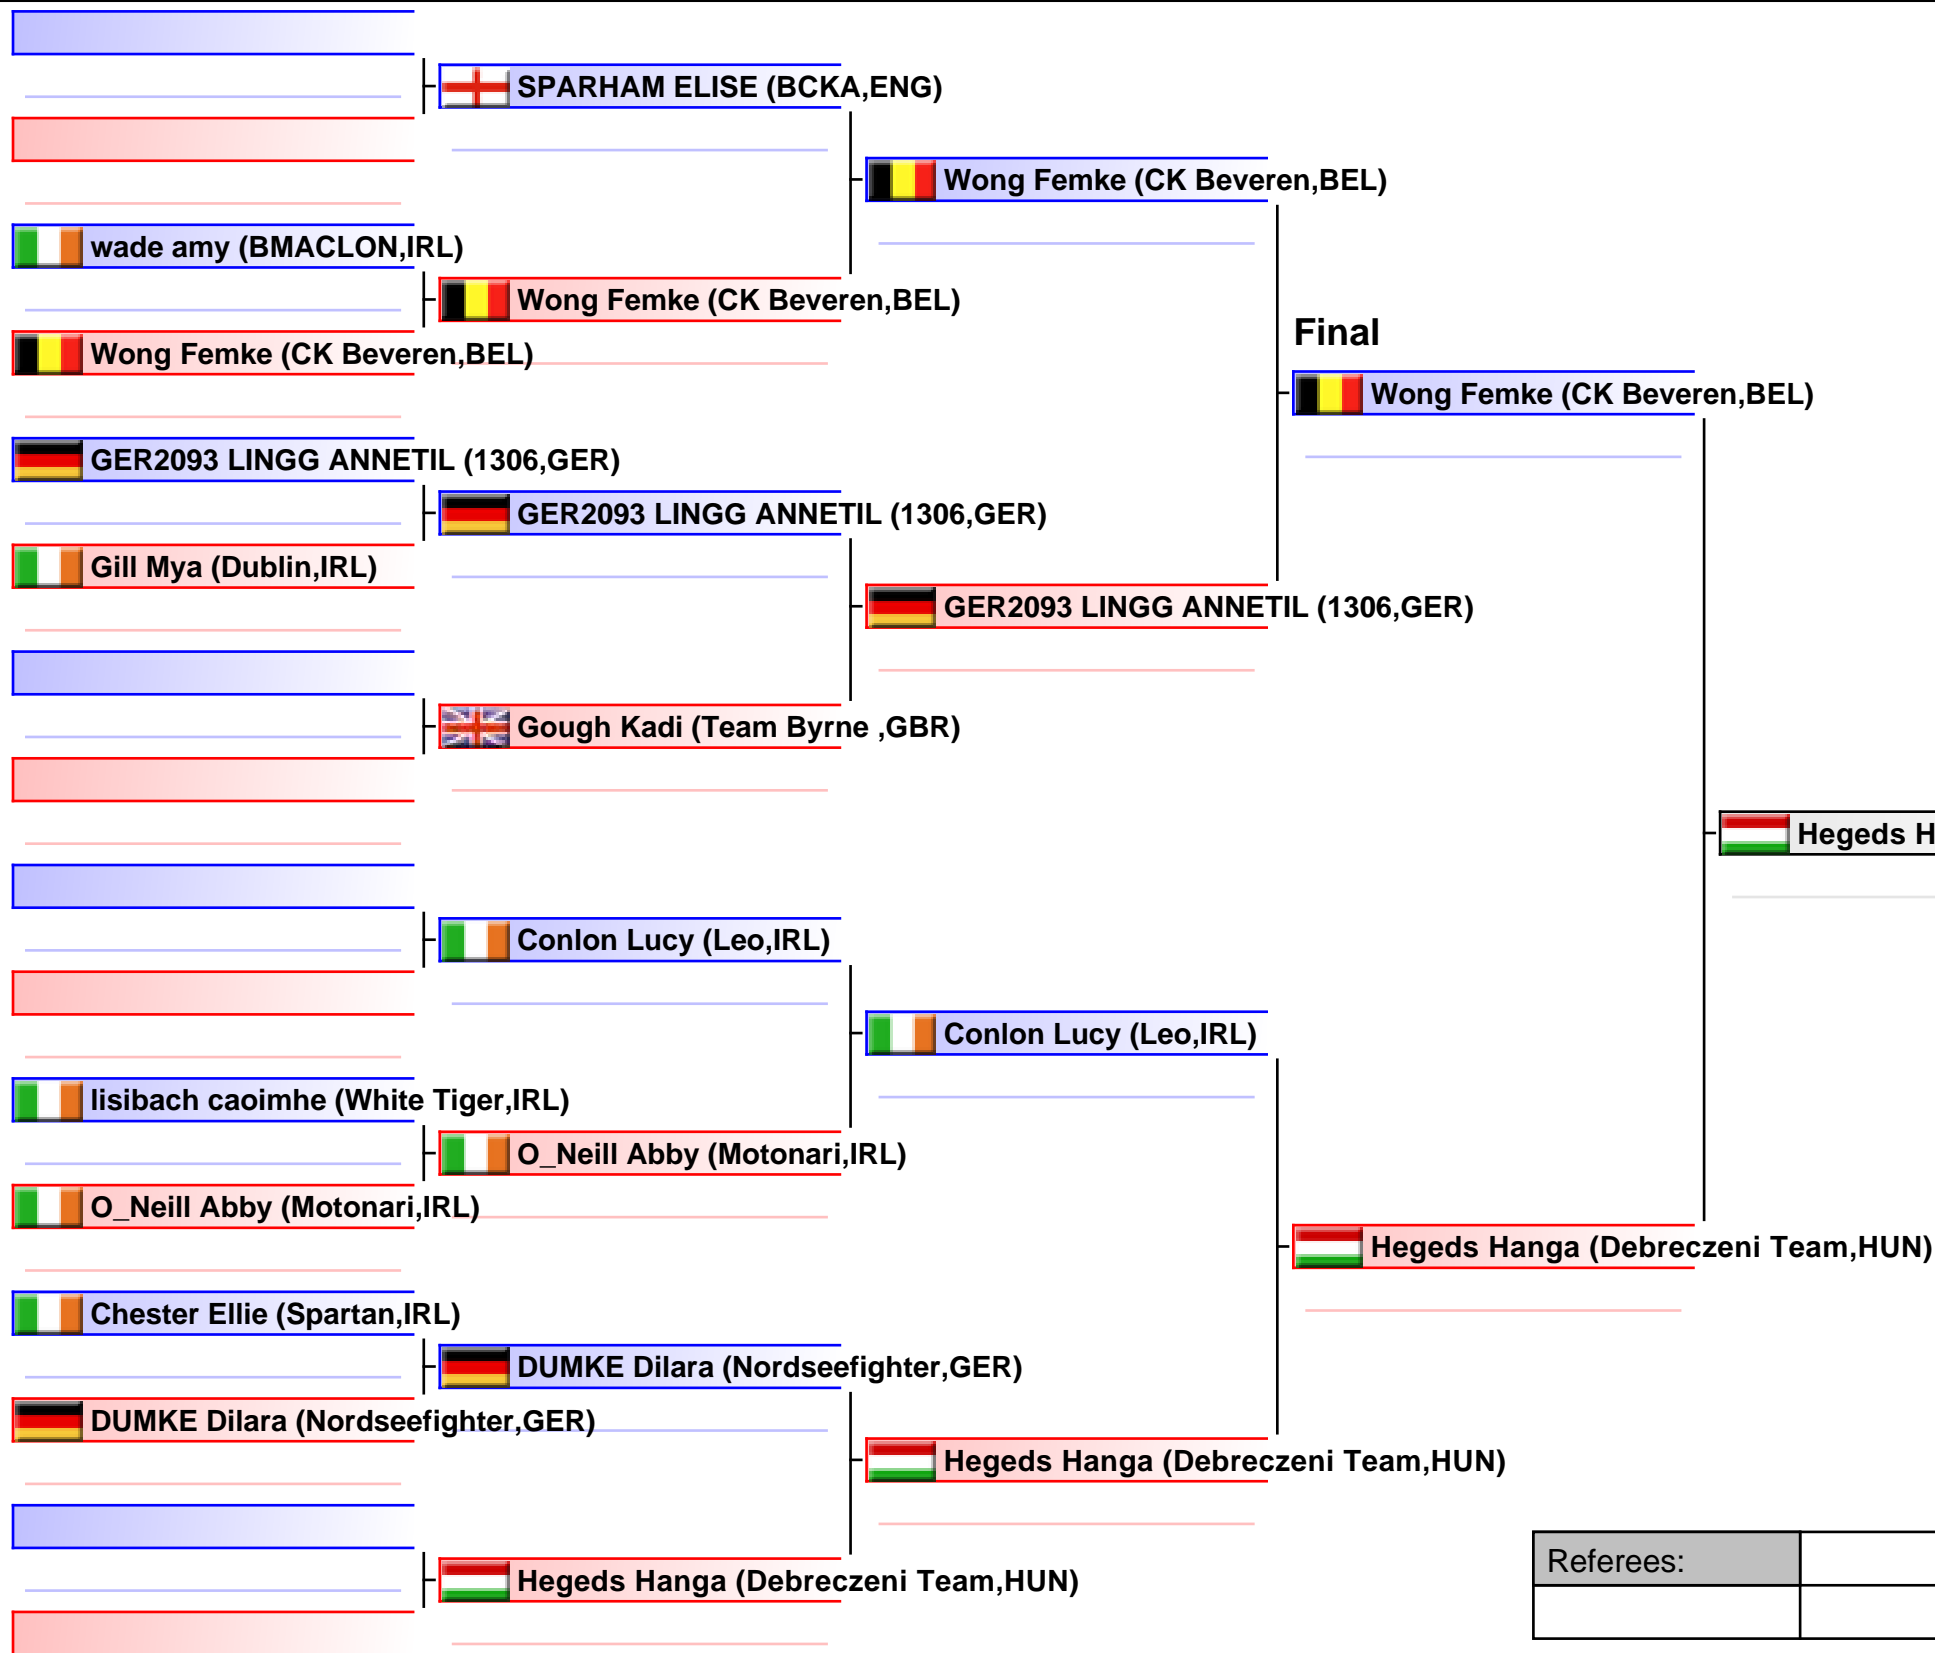 SPARHAM ELISE (BCKA,ENG)
Wong Femke (CK Beveren,BEL)
wade amy (BMACLON,IRL)
Wong Femke (CK Beveren,BEL)
Final
Wong Femke (CK Beveren,BEL)
Wong Femke (CK Beveren,BEL)
GER2093 LINGG ANNETIL (1306,GER)
GER2093 LINGG ANNETIL (1306,GER)
Gill Mya (Dublin,IRL)
GER2093 LINGG ANNETIL (1306,GER)
Gough Kadi (Team Byrne ,GBR)
Hegeds H
Conlon Lucy (Leo,IRL)
Conlon Lucy (Leo,IRL)
lisibach caoimhe (White Tiger,IRL)
O_Neill Abby (Motonari,IRL)
O_Neill Abby (Motonari,IRL)
Hegeds Hanga (Debreczeni Team,HUN)
Chester Ellie (Spartan,IRL)
DUMKE Dilara (Nordseefighter,GER)
DUMKE Dilara (Nordseefighter,GER)
Hegeds Hanga (Debreczeni Team,HUN)
Referees:
Hegeds Hanga (Debreczeni Team,HUN)